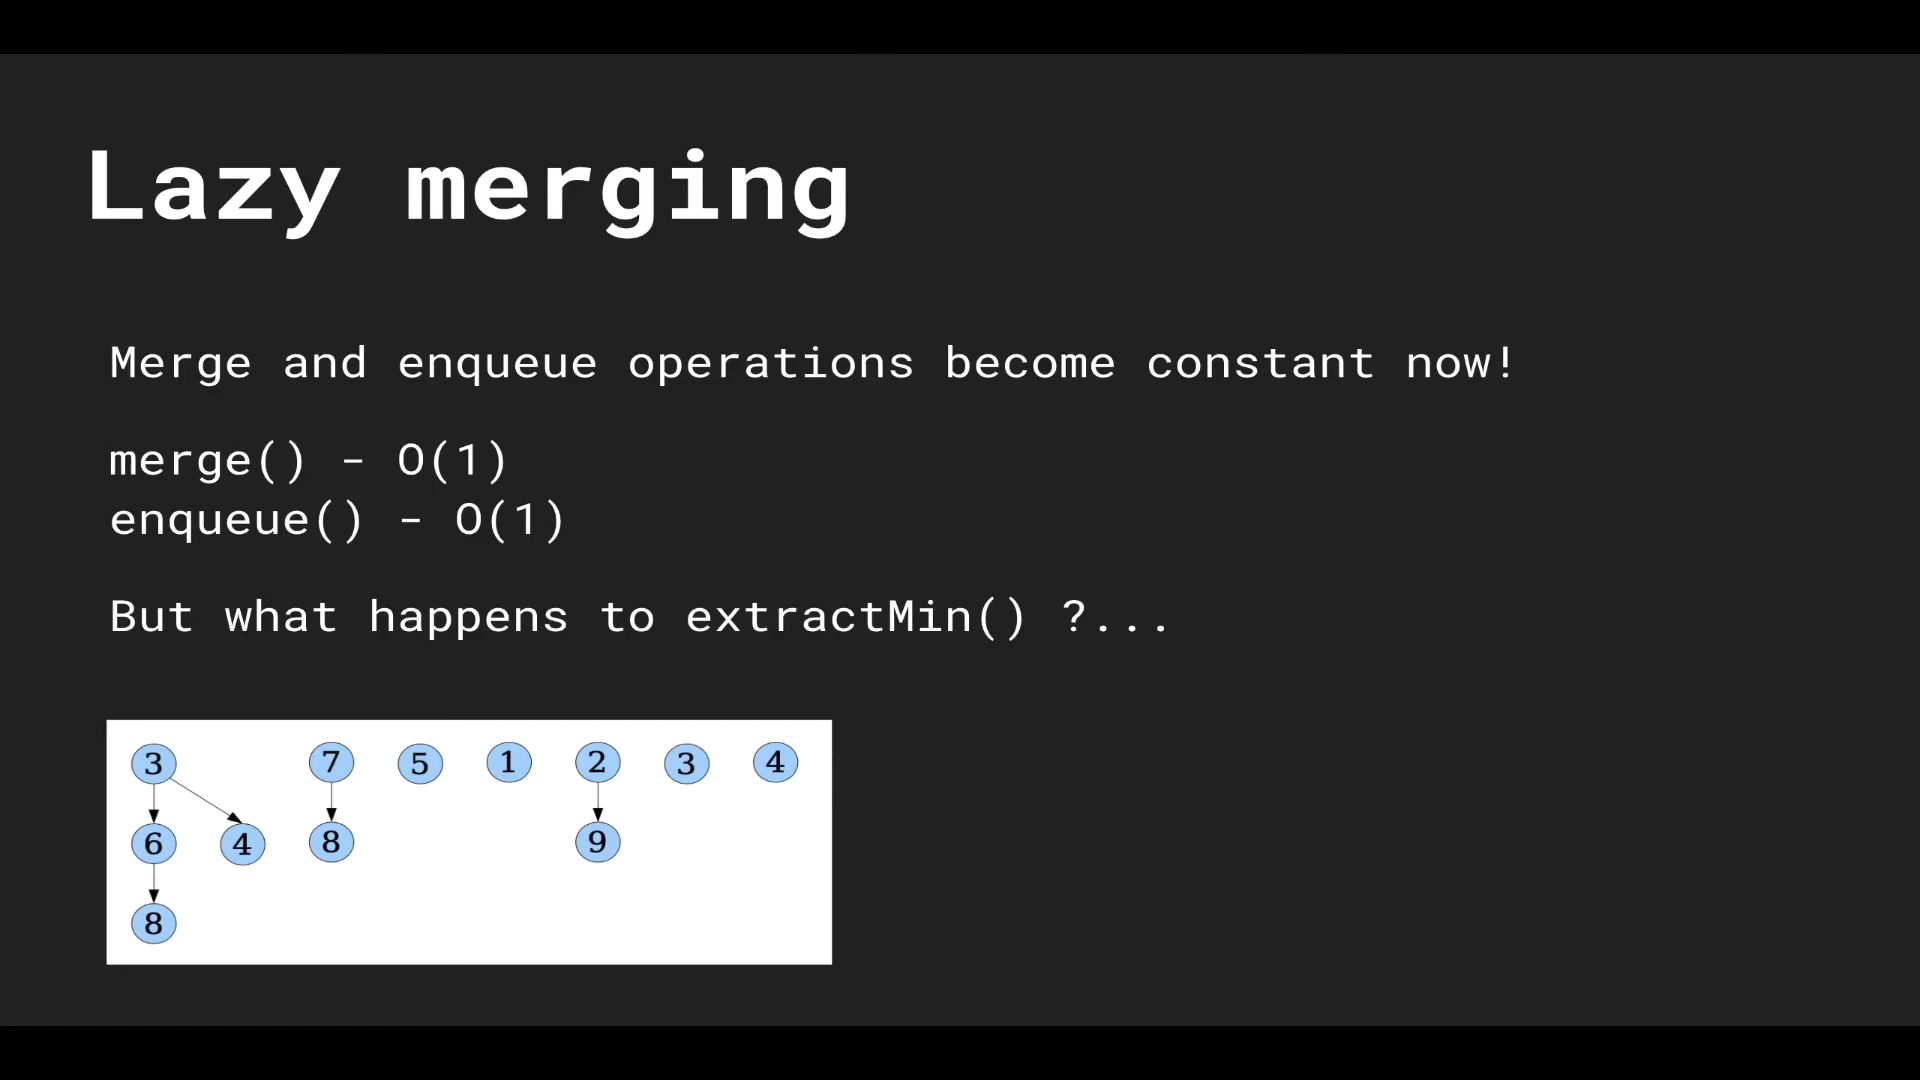 Lazy merging
Merge and enqueue operations become constant now!
merge() - O(1)
enqueue() - O(1)
But what happens to extractMin() ?...
3 7 5 1 2 3 4
6 4 8 9
8